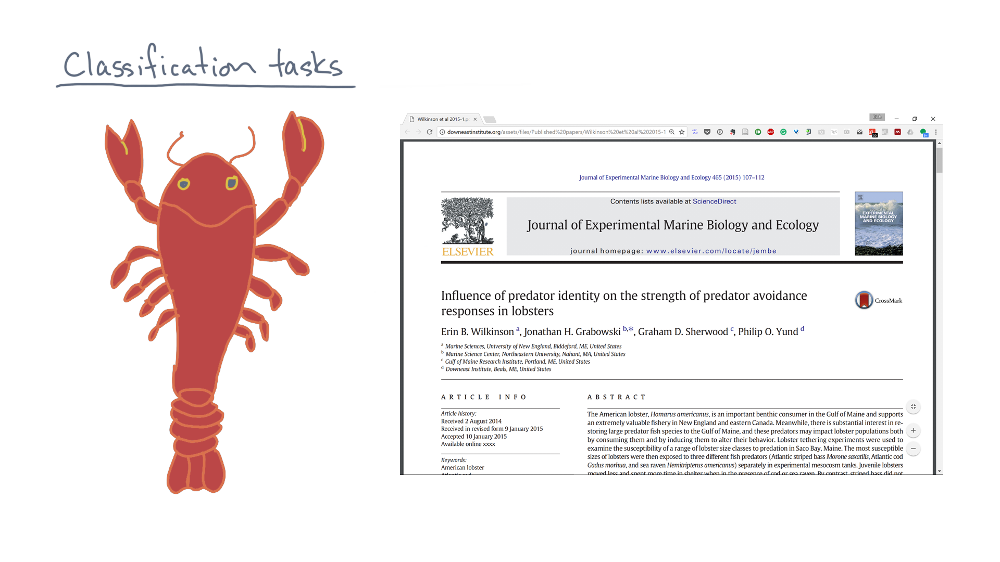 Classification tasks
Wilkinson et al 2015-1.p
Rich
downeastinstitute.org/assets/files/Published%20papers/Wilkinson%20et%20al%202015-1
Journal of Experimental Marine Biology and Ecology 465 (2015) 107–112
Contents lists available at ScienceDirect
Journal of Experimental Marine Biology and Ecology
journal homepage: www.elsevier.com/locate/jembe
ELSEVIER
Journal of
EXPERIMENTAL
MARINE BIOLOGY
AND ECOLOGY
Influence of predator identity on the strength of predator avoidance
responses in lobsters
CrossMark
Erin B. Wilkinson a, Jonathan H. Grabowski b,*, Graham D. Sherwood c, Philip O. Yund d
a Marine Sciences, University of New England, Biddeford, ME, United States
b Marine Science Center, Northeastern University, Nahant, MA, United States
c Gulf of Maine Research Institute, Portland, ME, United States
d Downeast Institute, Beals, ME, United States
ARTICLE INFO
Article history:
Received 2 August 2014
Received in revised form 9 January 2015
Accepted 10 January 2015
Available online xxxx
Keywords:
American lobster
Atlantic cod
ABSTRACT
The American lobster, Homarus americanus, is an important benthic consumer in the Gulf of Maine and supports
an extremely valuable fishery in New England and eastern Canada. Meanwhile, there is substantial interest in re-
storing large predator fish species to the Gulf of Maine, and these predators may impact lobster populations both
by consuming them and by inducing them to alter their behavior. Lobster tethering experiments were used to
examine the susceptibility of a range of lobster size classes to predation in Saco Bay, Maine. The most susceptible
sizes of lobsters were then exposed to three different fish predators (Atlantic striped bass Morone saxatilis, Atlantic cod
Gadus morhua, and sea raven Hemitripterus americanus) separately in experimental mesocosm tanks. Juvenile lobsters
moved less and spent more time in shelter when in the presence of cod or sea raven. By contrast, striped bass did not